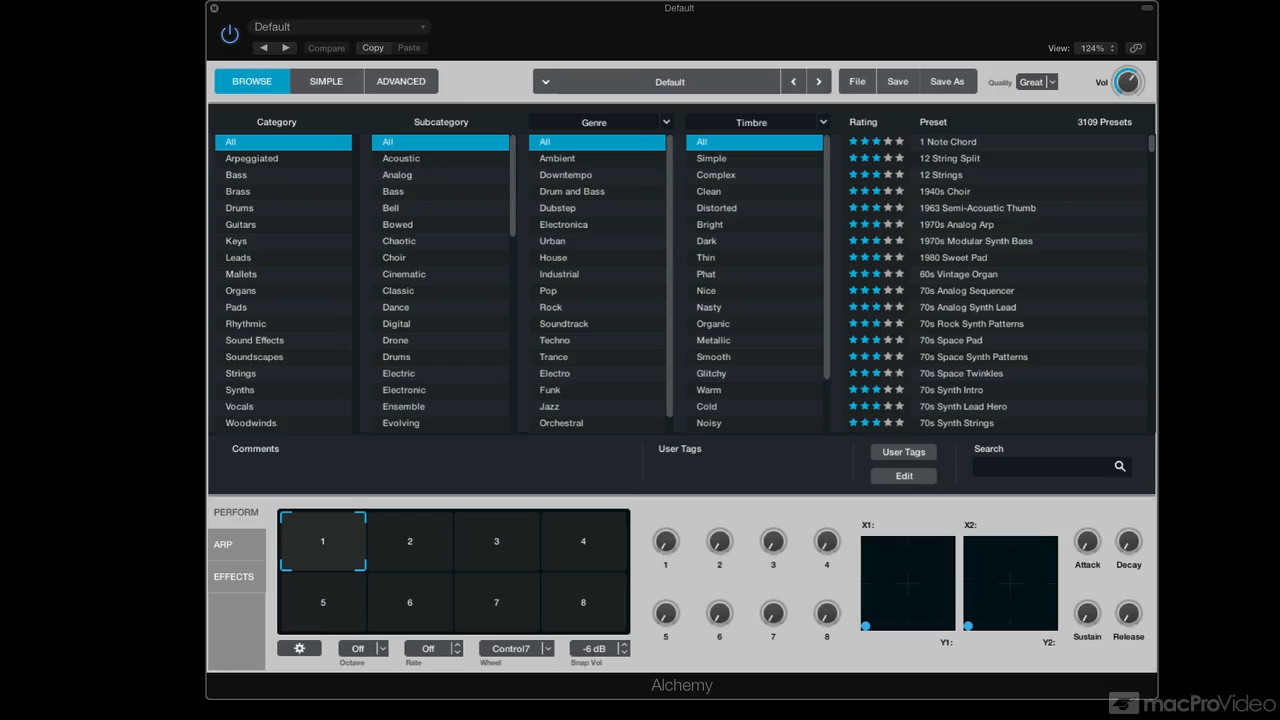 Default
Default
Compare Copy Paste
View: 124%
BROWSE SIMPLE ADVANCED
Default
File Save Save As
Quality Great
Vol
Category Subcategory Genre Timbre Rating Preset 3109 Presets
All All All All 1 Note Chord
Arpeggiated Acoustic Ambient Simple 12 String Split
Bass Analog Downtempo Complex 12 Strings
Brass Bass Drum and Bass Clean 1940s Choir
Drums Bell Dubstep Distorted 1963 Semi-Acoustic Thumb
Guitars Bowed Electronica Bright 1970s Analog Arp
Keys Chaotic Urban Dark 1970s Modular Synth Bass
Leads Choir House Thin 1980 Sweet Pad
Mallets Cinematic Industrial Phat 60s Vintage Organ
Organs Classic Pop Nice 70s Analog Sequencer
Pads Dance Rock Nasty 70s Analog Synth Lead
Rhythmic Digital Soundtrack Organic 70s Rock Synth Patterns
Sound Effects Drone Techno Metallic 70s Space Pad
Soundscapes Drums Trance Smooth 70s Space Synth Patterns
Strings Electric Electro Glitchy 70s Space Twinkles
Synths Electronic Funk Warm 70s Synth Intro
Vocals Ensemble Jazz Cold 70s Synth Lead Hero
Woodwinds Evolving Orchestral Noisy 70s Synth Strings
Comments User Tags User Tags Search
Edit
PERFORM
ARP
EFFECTS
1 2 3 4
5 6 7 8
Off Off Control7 -6 dB
Octave Rate Wheel Snap Vol
1 2 3 4
5 6 7 8
X1: X2:
Y1: Y2:
Attack Decay
Sustain Release
Alchemy
macProVideo